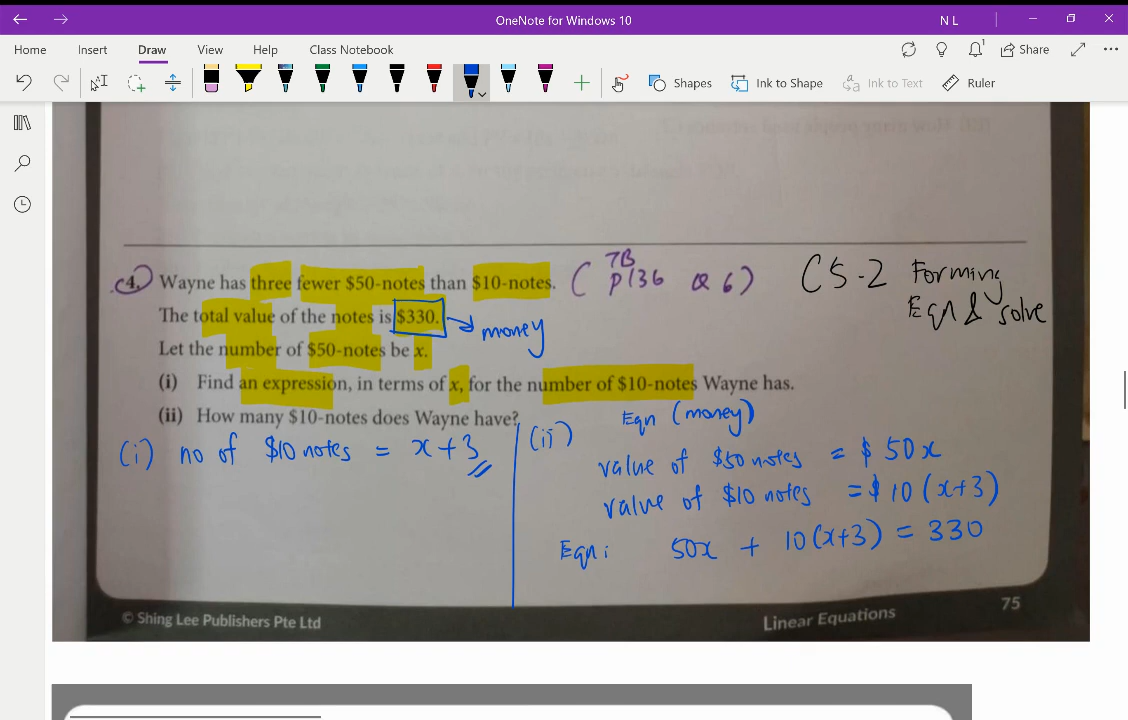 OneNote for Windows 10
N L
Home Insert Draw View Help Class Notebook
1
Share
Shapes Ink to Shape Ink to Text Ruler
c4. Wayne has three fewer $50-notes than $10-notes. (TB P136 Q6) C5-2 Forming Eqn & solve
The total value of the notes is $330. → money
Let the number of $50-notes be x.
(i) Find an expression, in terms of x, for the number of $10-notes Wayne has.
(ii) How many $10-notes does Wayne have?
(i) no of $10 notes = x+3
(ii) Eqn (money)
value of $50 notes = $ 50x
value of $10 notes = $ 10(x+3)
Eqn: 50x + 10(x+3) = 330
© Shing Lee Publishers Pte Ltd
Linear Equations
75